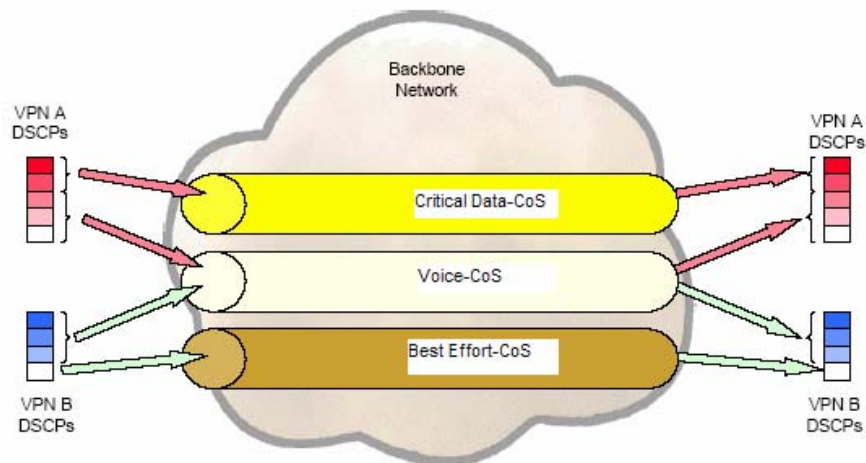 Backbone
Network
VPN A
DSCPs
VPN A
DSCPs
Critical Data-CoS
Voice-CoS
Best Effort-CoS
VPN B
DSCPs
VPN B
DSCPs